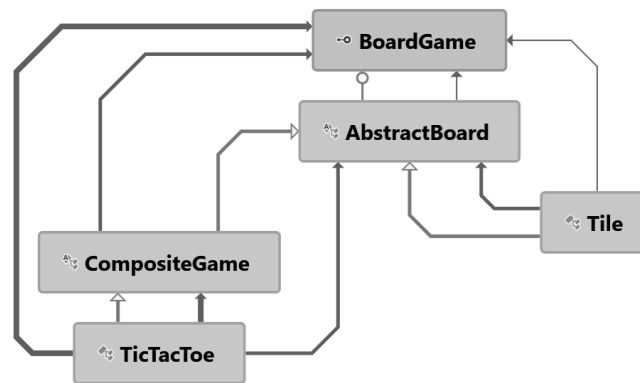 BoardGame
AbstractBoard
Tile
CompositeGame
TicTacToe